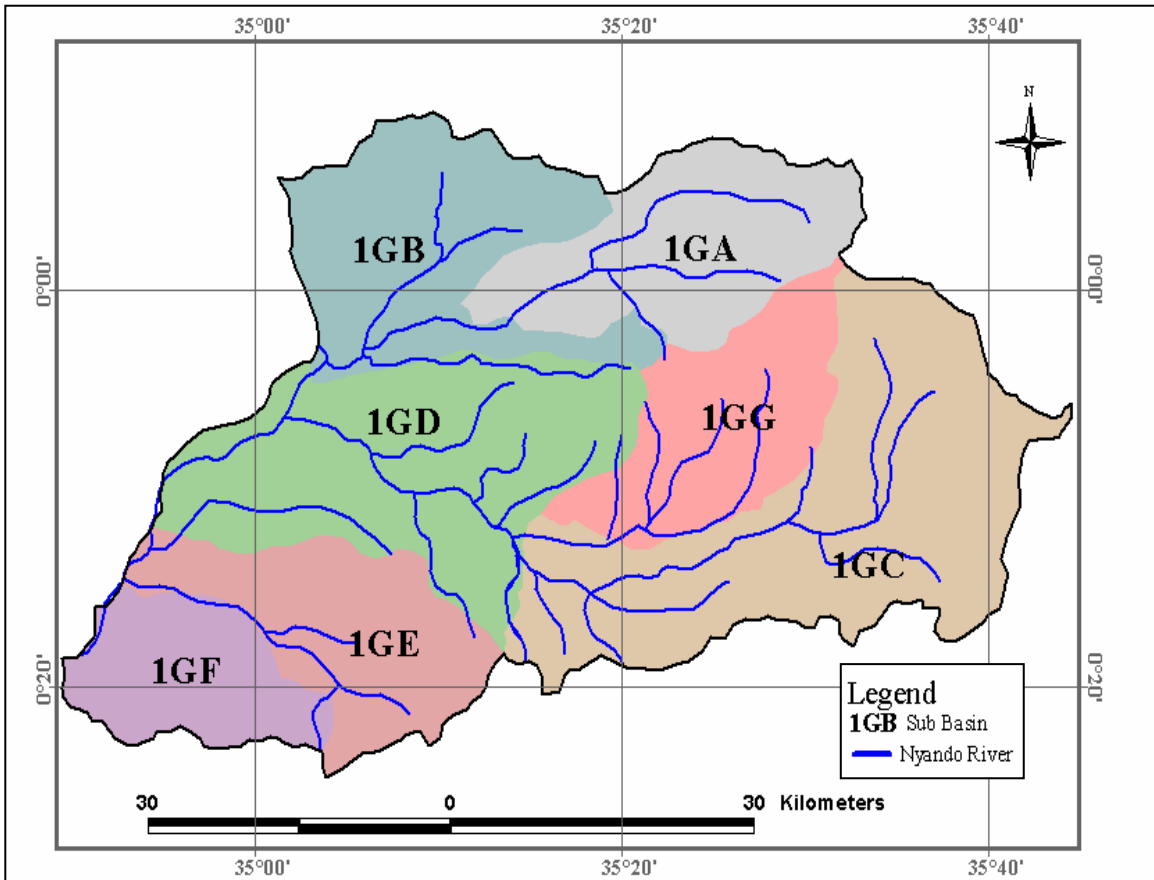 35°00' 35°20' 35°40'
N
1GB 1GA
0°00' 0°00'
1GD 1GG
1GC
1GE
1GF
0°20' 0°20'
Legend
1GB Sub Basin
Nyando River
30 0 30 Kilometers
35°00' 35°20' 35°40'